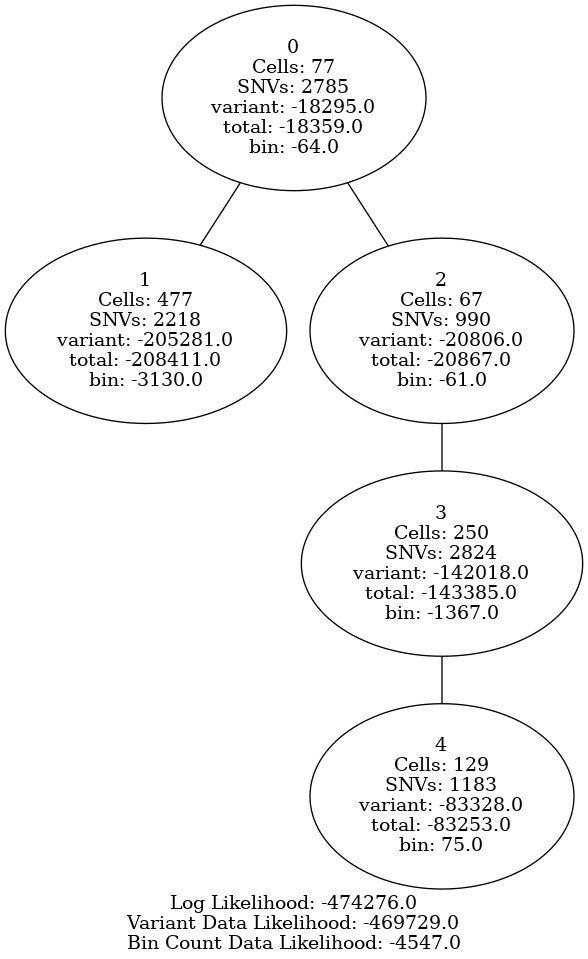 0
Cells: 77
SNVs: 2785
variant: -18295.0
total: -18359.0
bin: -64.0
1
Cells: 477
SNVs: 2218
variant: -205281.0
total: -208411.0
bin: -3130.0
2
Cells: 67
SNVs: 990
variant: -20806.0
total: -20867.0
bin: -61.0
3
Cells: 250
SNVs: 2824
variant: -142018.0
total: -143385.0
bin: -1367.0
4
Cells: 129
SNVs: 1183
variant: -83328.0
total: -83253.0
bin: 75.0
Log Likelihood: -474276.0
Variant Data Likelihood: -469729.0
Bin Count Data Likelihood: -4547.0